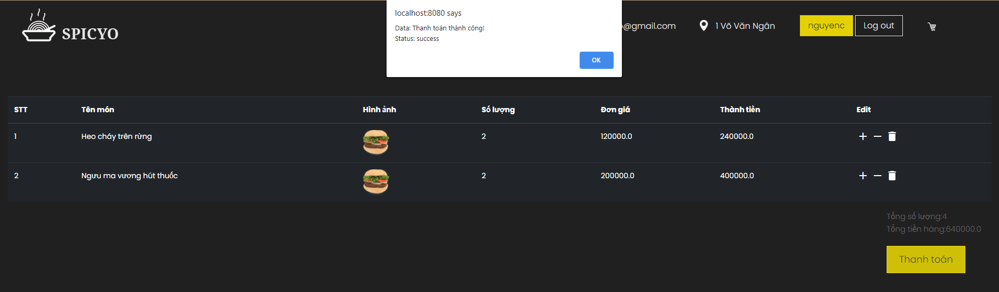 SPICYO
localhost:8080 says
Data: Thanh toán thành công!
Status: success
OK
@gmail.com
1 Võ Văn Ngân
nguyenc
Log out
STT Tên món Hình ảnh Số lượng Đơn giá Thành tiền Edit
1 Heo cháy trên rừng 2 120000.0 240000.0
2 Ngưu ma vương hút thuốc 2 200000.0 400000.0
Tổng số lượng:4
Tổng tiền hàng:640000.0
Thanh toán